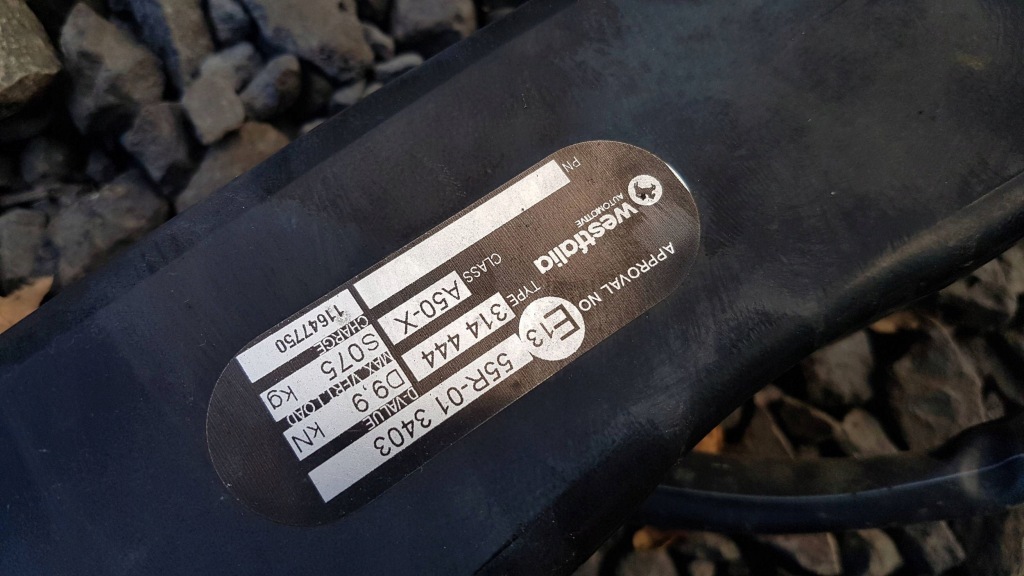 westfalia
AUTOMOTIVE
APPROVAL NO
E13 55R-01 3403
TYPE 314 444
D-VALUE D9,9 kN
CLASS A50-X
MAX. VERT. LOAD S075 kg
PN
CHARGE 11647750